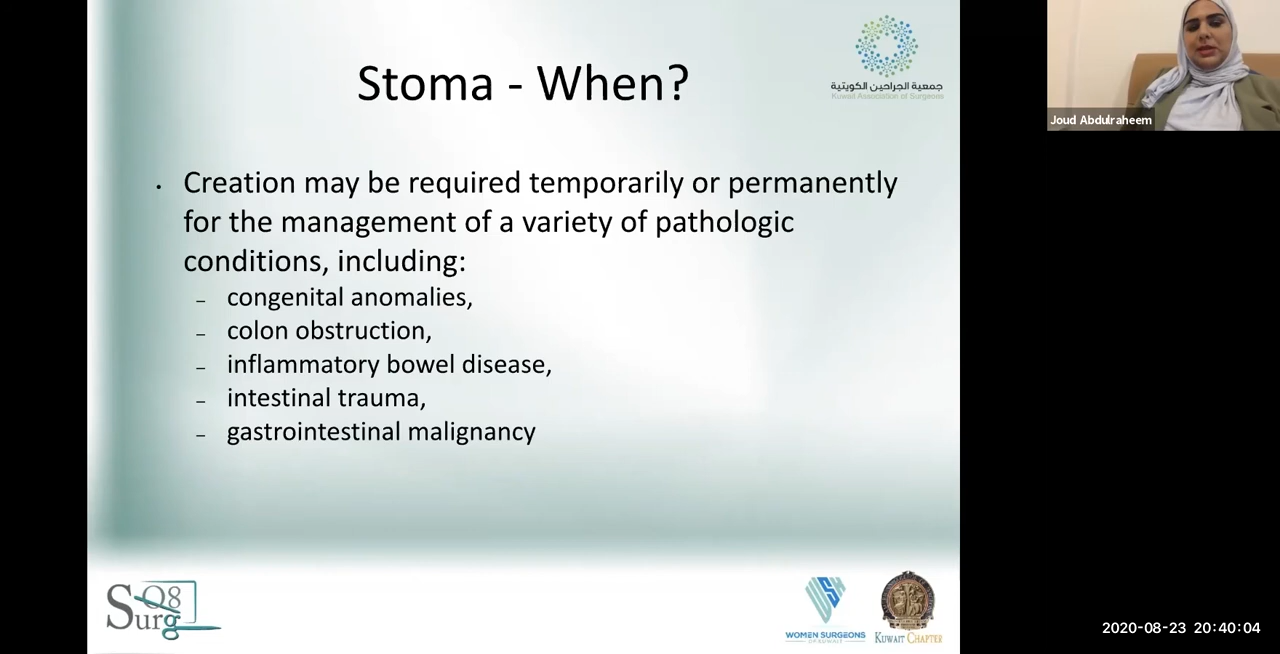 Stoma - When?
جمعية الجراحين الكويتية
Kuwait Association of Surgeons
Joud Abdulraheem
• Creation may be required temporarily or permanently
for the management of a variety of pathologic
conditions, including:
– congenital anomalies,
– colon obstruction,
– inflammatory bowel disease,
– intestinal trauma,
– gastrointestinal malignancy
Q8
Surg
WOMEN SURGEONS
OF KUWAIT
KUWAIT CHAPTER
2020-08-23 20:40:04